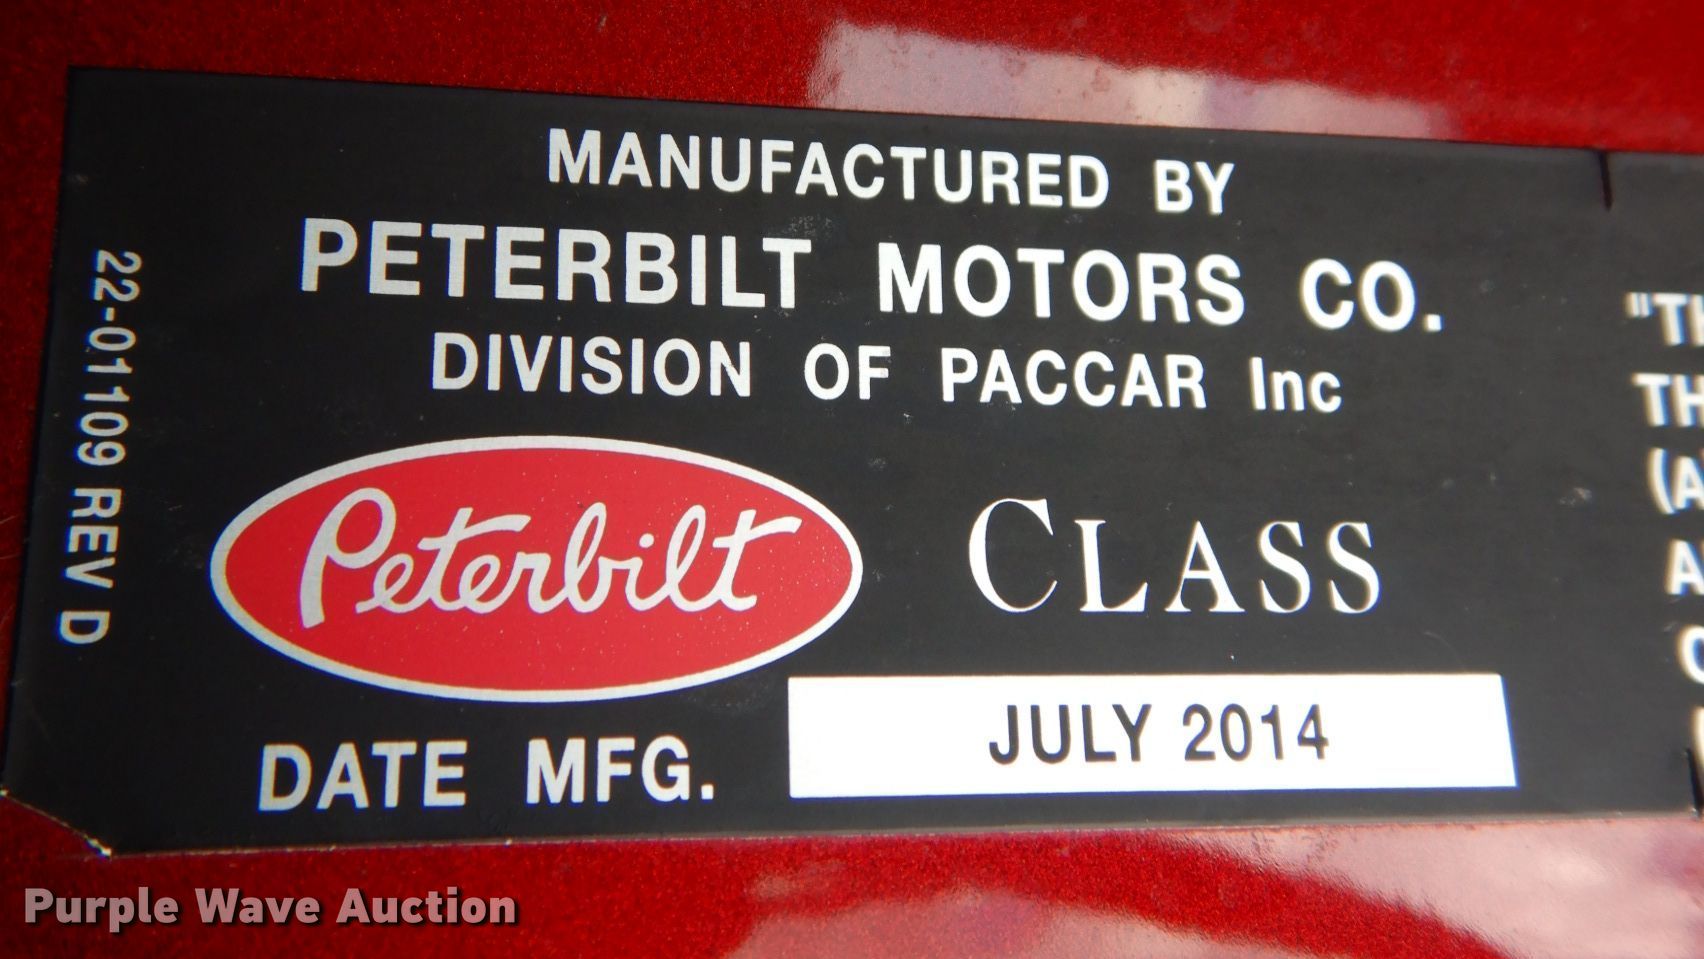 MANUFACTURED BY
PETERBILT MOTORS CO.
DIVISION OF PACCAR Inc
22-01109 REV D
Peterbilt
CLASS
DATE MFG.
JULY 2014
"T
TH
(A
A
Purple Wave Auction